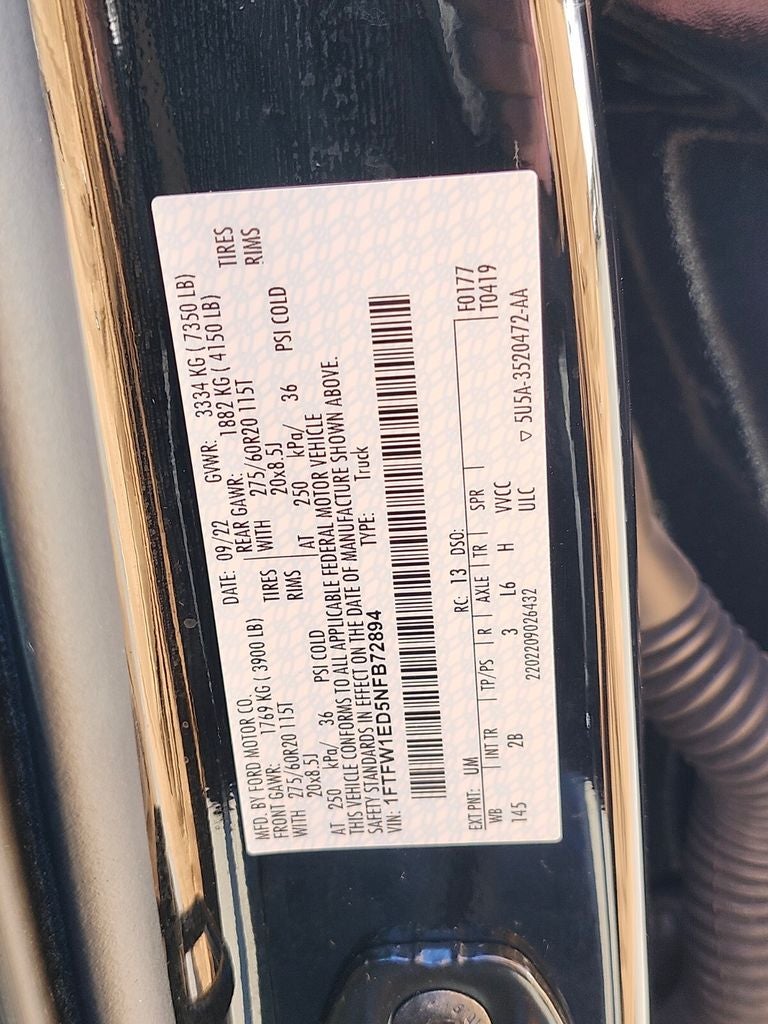 MFD. BY FORD MOTOR CO.
DATE: 09/22 GVWR: 3334 KG ( 7350 LB)
FRONT GAWR: 1769 KG ( 3900 LB) REAR GAWR: 1882 KG ( 4150 LB)
WITH 275/60R20 115T TIRES WITH 275/60R20 115T TIRES
20x8.5J RIMS 20x8.5J RIMS
AT 250 kPa/ 36 PSI COLD AT 250 kPa/ 36 PSI COLD
THIS VEHICLE CONFORMS TO ALL APPLICABLE FEDERAL MOTOR VEHICLE
SAFETY STANDARDS IN EFFECT ON THE DATE OF MANUFACTURE SHOWN ABOVE.
VIN: 1FTFW1ED5NFB72894 TYPE: Truck
F0177
EXT PNT: UM RC: 13 DSO: T0419
WB INT TR TP/PS R AXLE TR SPR
145 2B 3 L6 H VVCC
2202209026432 ULC ▽ 5U5A-3520472-AA